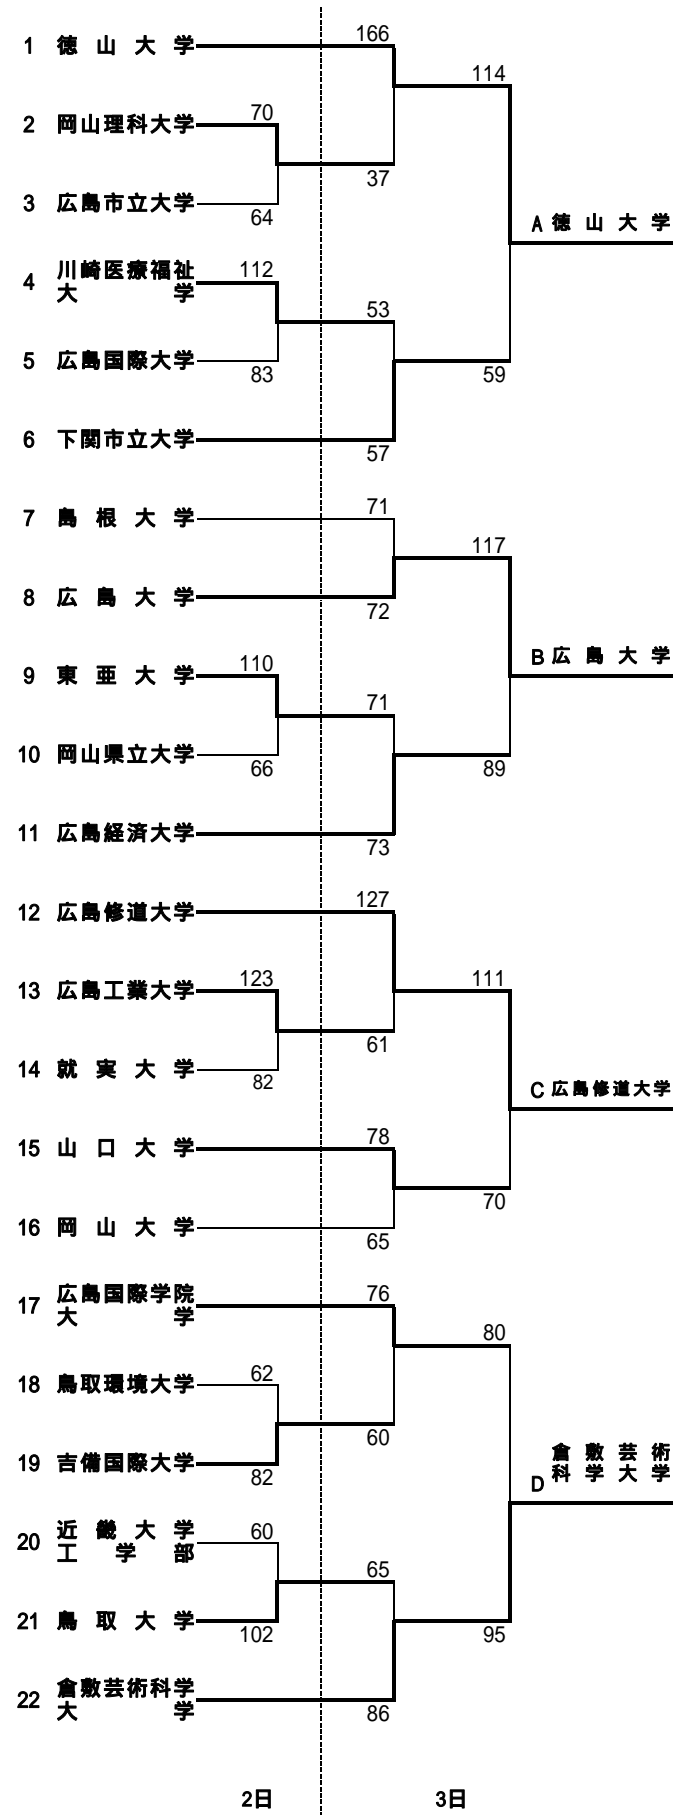 1 徳山大学
166
114
2 岡山理科大学
70
37
3 広島市立大学
64
A 徳山大学
4 川崎医療福祉
大学
112
53
5 広島国際大学
83
59
6 下関市立大学
57
7 島根大学
71
117
8 広島大学
72
B 広島大学
9 東亜大学
110
71
10 岡山県立大学
66
89
11 広島経済大学
73
12 広島修道大学
127
13 広島工業大学
123
111
61
14 就実大学
82
C 広島修道大学
15 山口大学
78
70
16 岡山大学
65
17 広島国際学院
大学
76
80
18 鳥取環境大学
62
60
19 吉備国際大学
82
D 倉敷芸術
科学大学
20 近畿大学
工学部
60
65
21 鳥取大学
102
95
22 倉敷芸術科学
大学
86
2日
3日